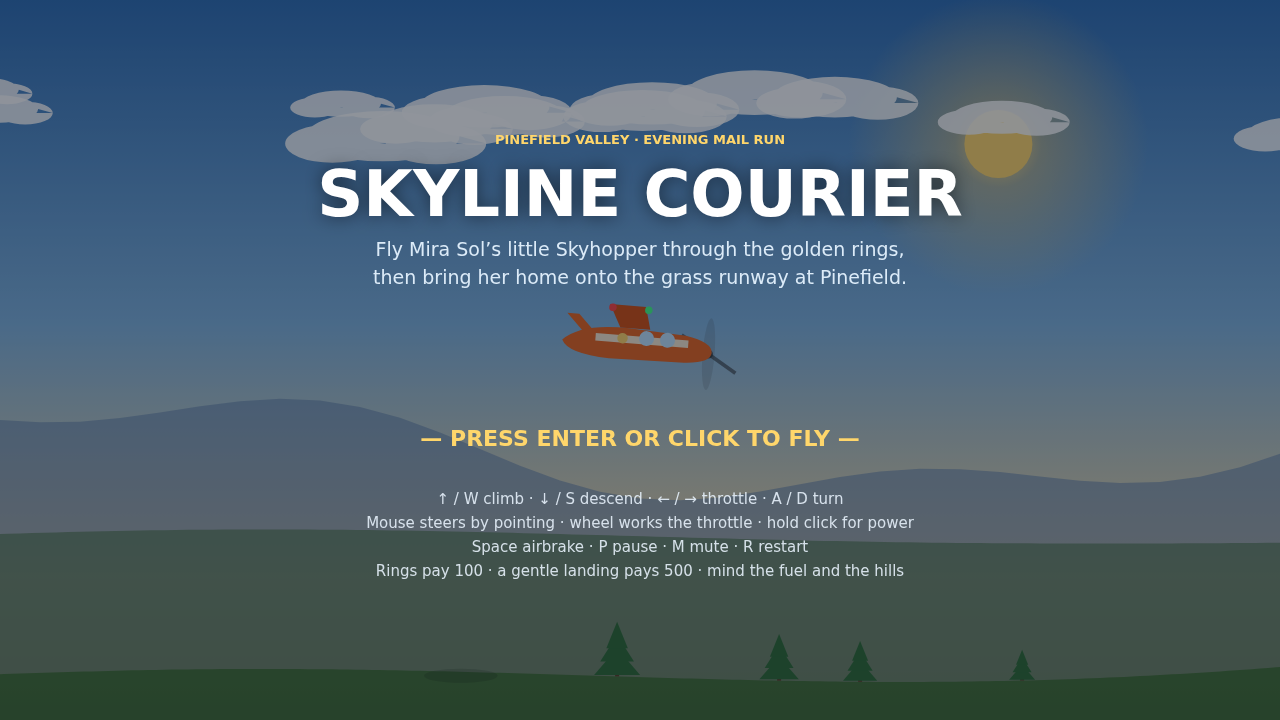 PINEFIELD VALLEY · EVENING MAIL RUN
SKYLINE COURIER
Fly Mira Sol’s little Skyhopper through the golden rings,
then bring her home onto the grass runway at Pinefield.
— PRESS ENTER OR CLICK TO FLY —
↑ / W climb · ↓ / S descend · ← / → throttle · A / D turn
Mouse steers by pointing · wheel works the throttle · hold click for power
Space airbrake · P pause · M mute · R restart
Rings pay 100 · a gentle landing pays 500 · mind the fuel and the hills